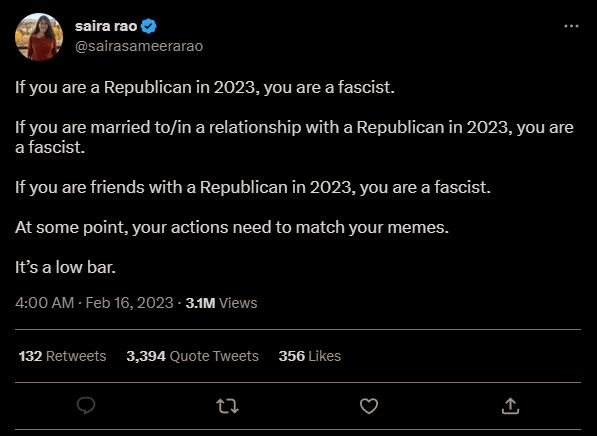 saira rao
@sairasameerarao
If you are a Republican in 2023, you are a fascist.
If you are married to/in a relationship with a Republican in 2023, you are
a fascist.
If you are friends with a Republican in 2023, you are a fascist.
At some point, your actions need to match your memes.
It’s a low bar.
4:00 AM · Feb 16, 2023 · 3.1M Views
132 Retweets 3,394 Quote Tweets 356 Likes